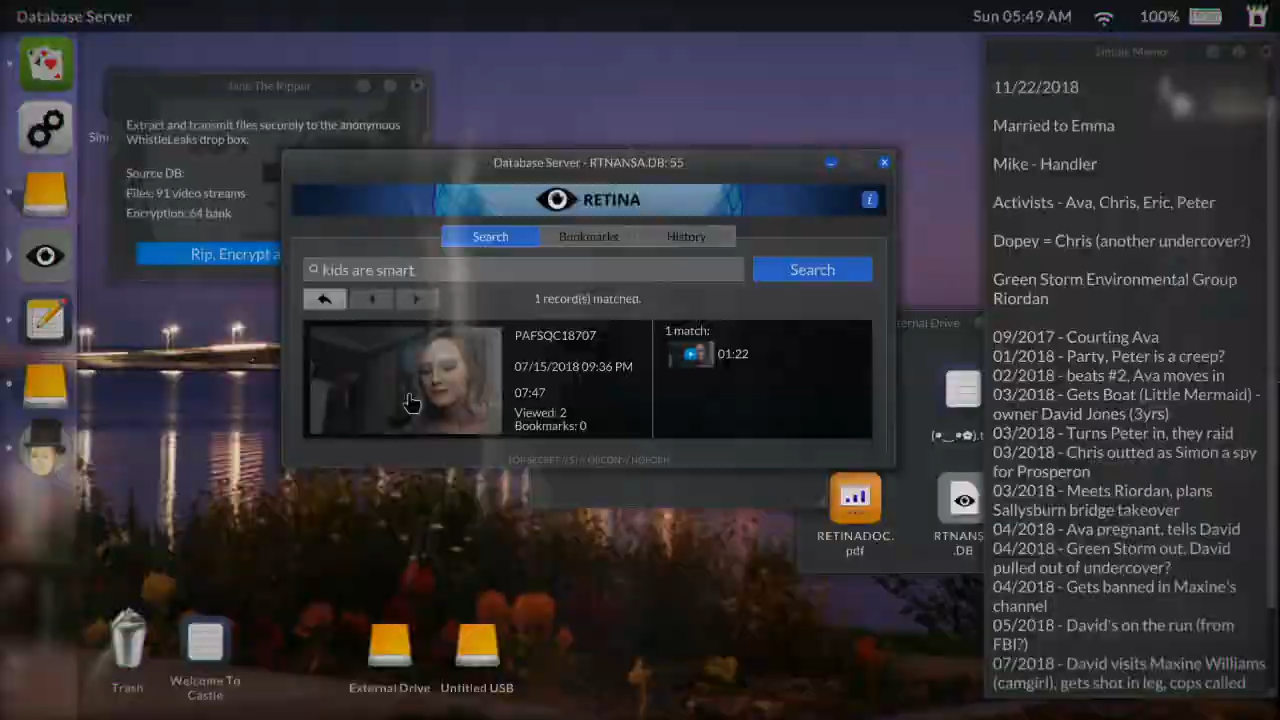 Database Server
Sun 05:49 AM
100%
Simple Memo
Jane The Ripper
Extract and transmit files securely to the anonymous
WhistleLeaks drop box.
Source DB:
Files: 91 video streams
Encryption: 64 bank
Rip, Encrypt a
Database Server - RTNANSA.DB: 55
RETINA
i
Search
Bookmarks
History
kids are smart
Search
1 record(s) matched.
PAFSQC18707
07/15/2018 09:36 PM
07:47
Viewed: 2
Bookmarks: 0
1 match:
01:22
TOP SECRET//SI//ORCON//NOFORN
External Drive
RETINADOC.
pdf
RTNANS
.DB
Trash
Welcome To
Castle
External Drive
Untitled USB
11/22/2018
Married to Emma
Mike - Handler
Activists - Ava, Chris, Eric, Peter
Dopey = Chris (another undercover?)
Green Storm Environmental Group
Riordan
09/2017 - Courting Ava
01/2018 - Party, Peter is a creep?
02/2018 - beats #2, Ava moves in
03/2018 - Gets Boat (Little Mermaid) -
owner David Jones (3yrs)
03/2018 - Turns Peter in, they raid
03/2018 - Chris outted as Simon a spy
for Prosperon
03/2018 - Meets Riordan, plans
Sallysburn bridge takeover
04/2018 - Ava pregnant, tells David
04/2018 - Green Storm out, David
pulled out of undercover?
04/2018 - Gets banned in Maxine's
channel
05/2018 - David's on the run (from
FBI?)
07/2018 - David visits Maxine Williams
(camgirl), gets shot in leg, cops called